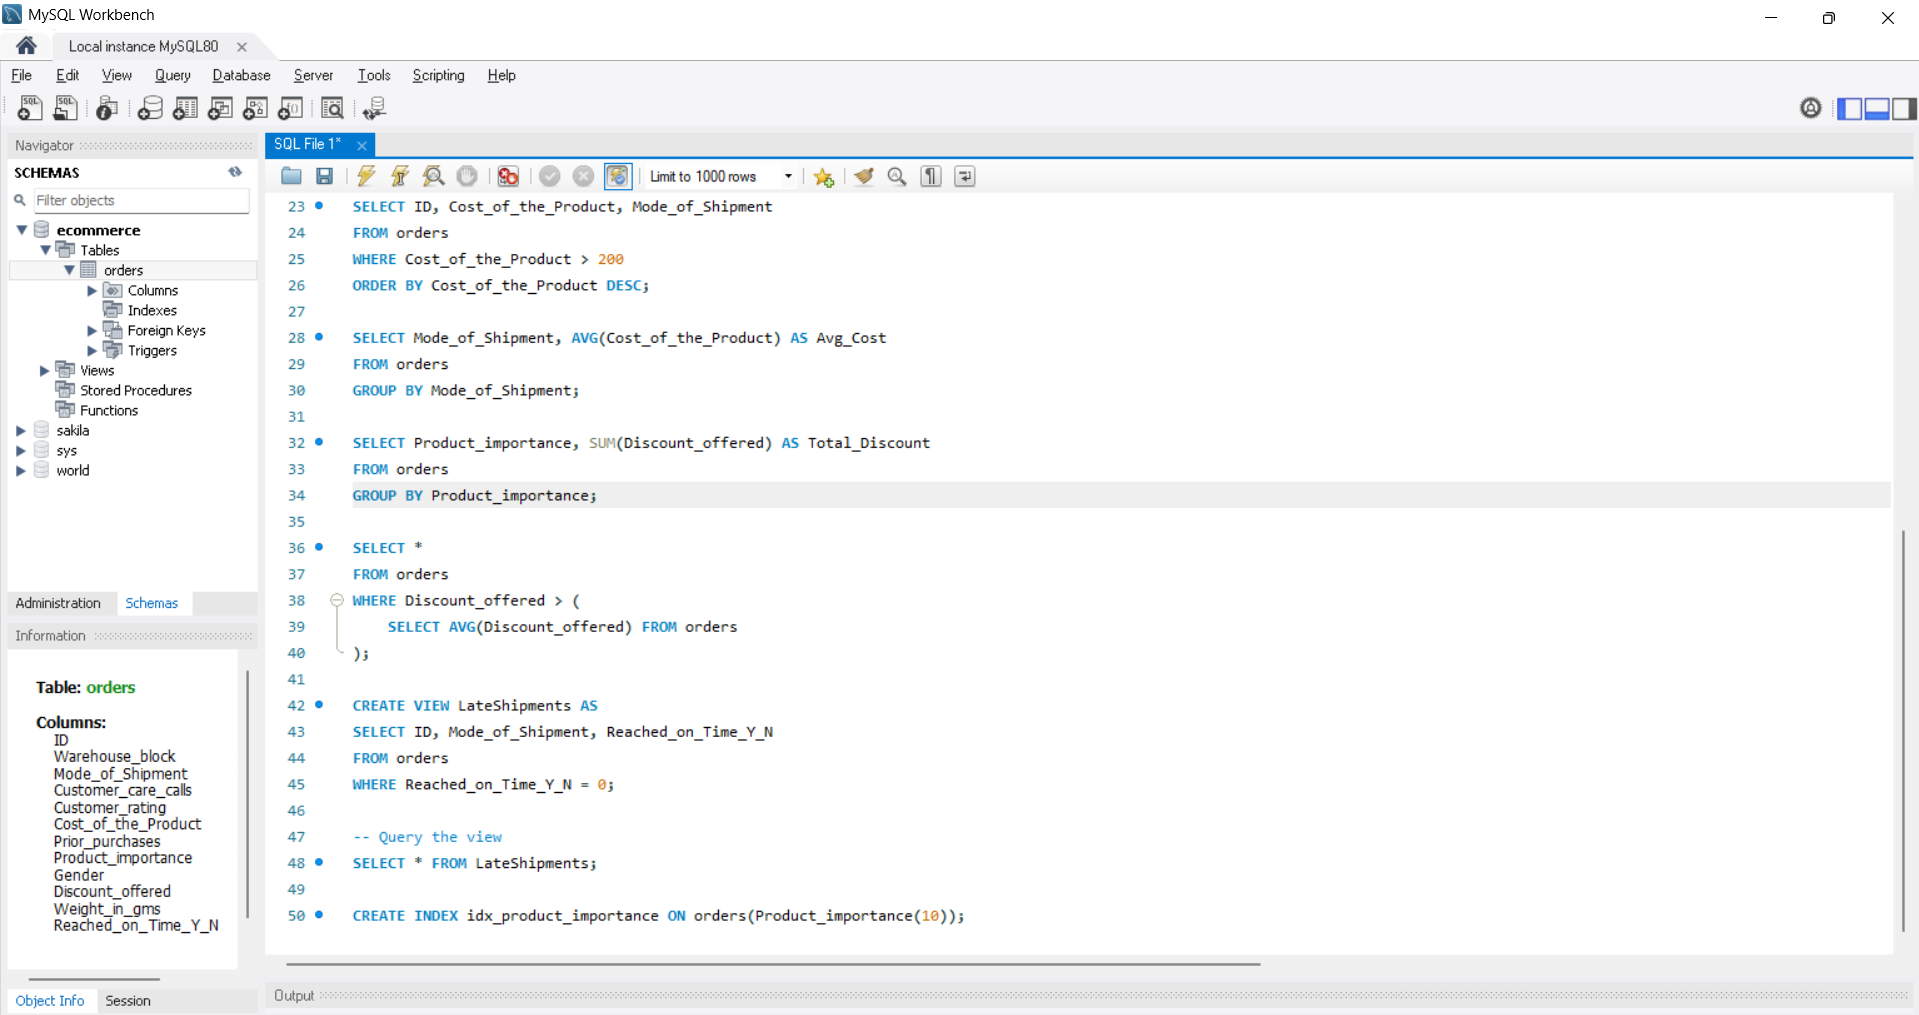 MySQL Workbench
Local instance MySQL80
File Edit View Query Database Server Tools Scripting Help
Navigator
SCHEMAS
Filter objects
ecommerce
Tables
orders
Columns
Indexes
Foreign Keys
Triggers
Views
Stored Procedures
Functions
sakila
sys
world
Administration Schemas
Information
Table: orders
Columns:
ID
Warehouse_block
Mode_of_Shipment
Customer_care_calls
Customer_rating
Cost_of_the_Product
Prior_purchases
Product_importance
Gender
Discount_offered
Weight_in_gms
Reached_on_Time_Y_N
Object Info Session
SQL File 1*
Limit to 1000 rows
23 SELECT ID, Cost_of_the_Product, Mode_of_Shipment
24 FROM orders
25 WHERE Cost_of_the_Product > 200
26 ORDER BY Cost_of_the_Product DESC;
27
28 SELECT Mode_of_Shipment, AVG(Cost_of_the_Product) AS Avg_Cost
29 FROM orders
30 GROUP BY Mode_of_Shipment;
31
32 SELECT Product_importance, SUM(Discount_offered) AS Total_Discount
33 FROM orders
34 GROUP BY Product_importance;
35
36 SELECT *
37 FROM orders
38 WHERE Discount_offered > (
39 SELECT AVG(Discount_offered) FROM orders
40 );
41
42 CREATE VIEW LateShipments AS
43 SELECT ID, Mode_of_Shipment, Reached_on_Time_Y_N
44 FROM orders
45 WHERE Reached_on_Time_Y_N = 0;
46
47 -- Query the view
48 SELECT * FROM LateShipments;
49
50 CREATE INDEX idx_product_importance ON orders(Product_importance(10));
Output